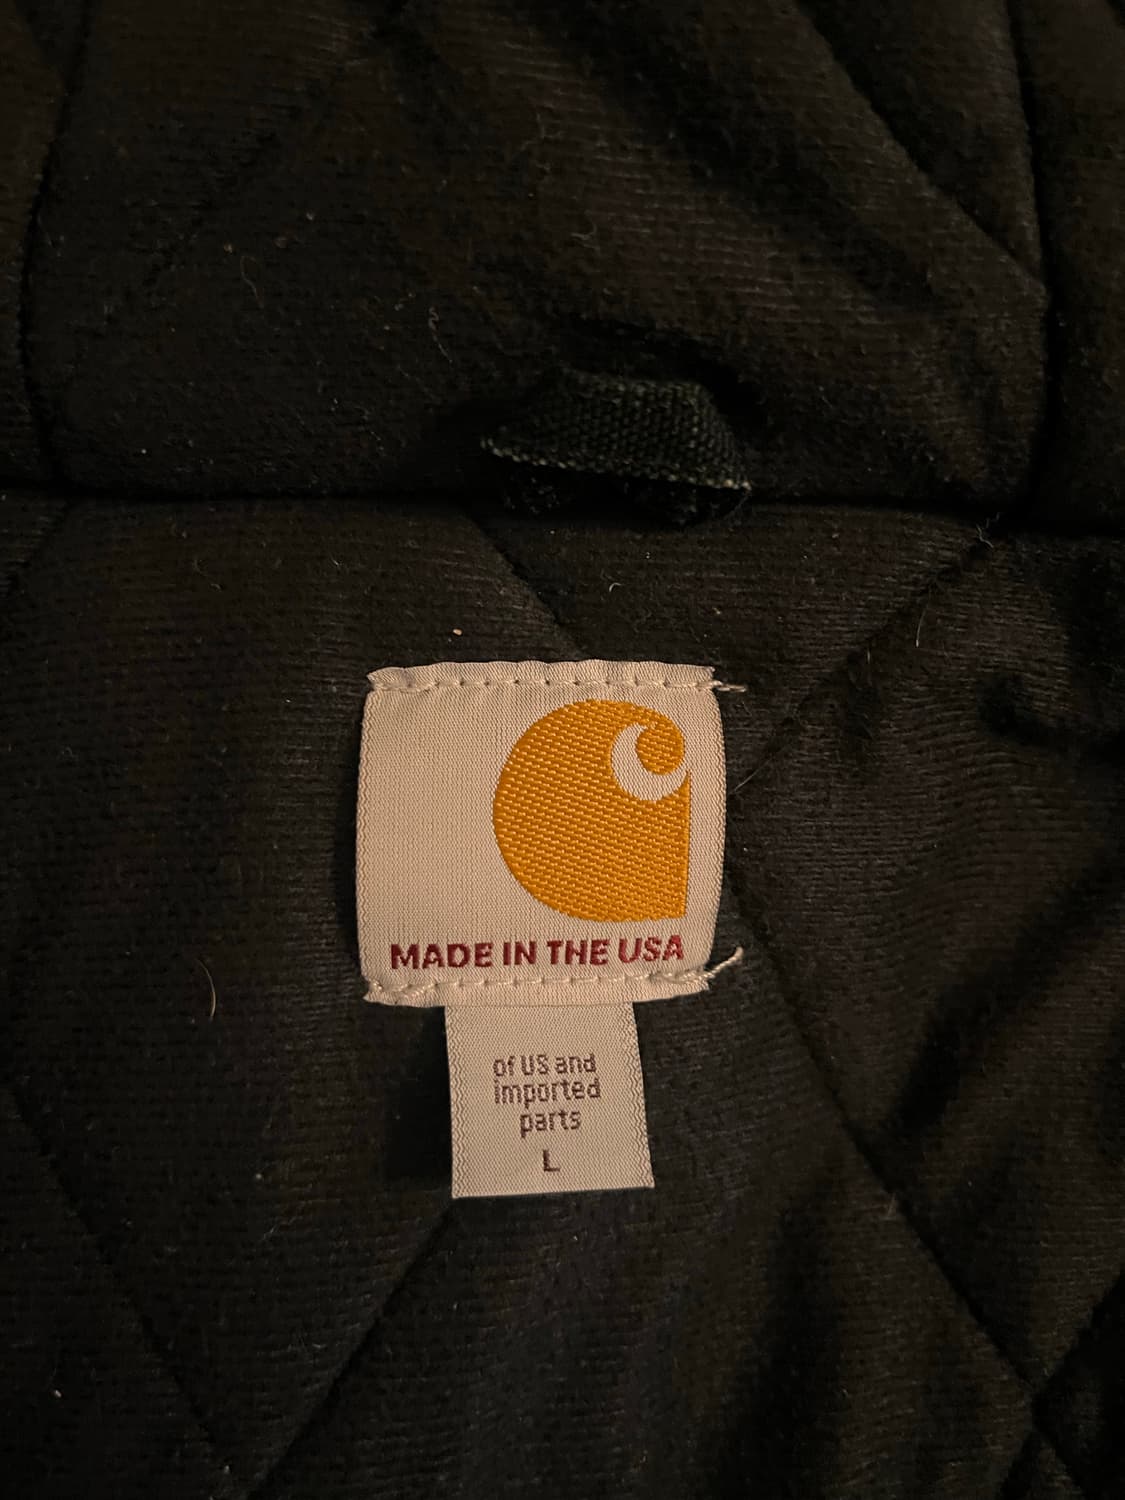 MADE IN THE USA
of US and
imported
parts
L